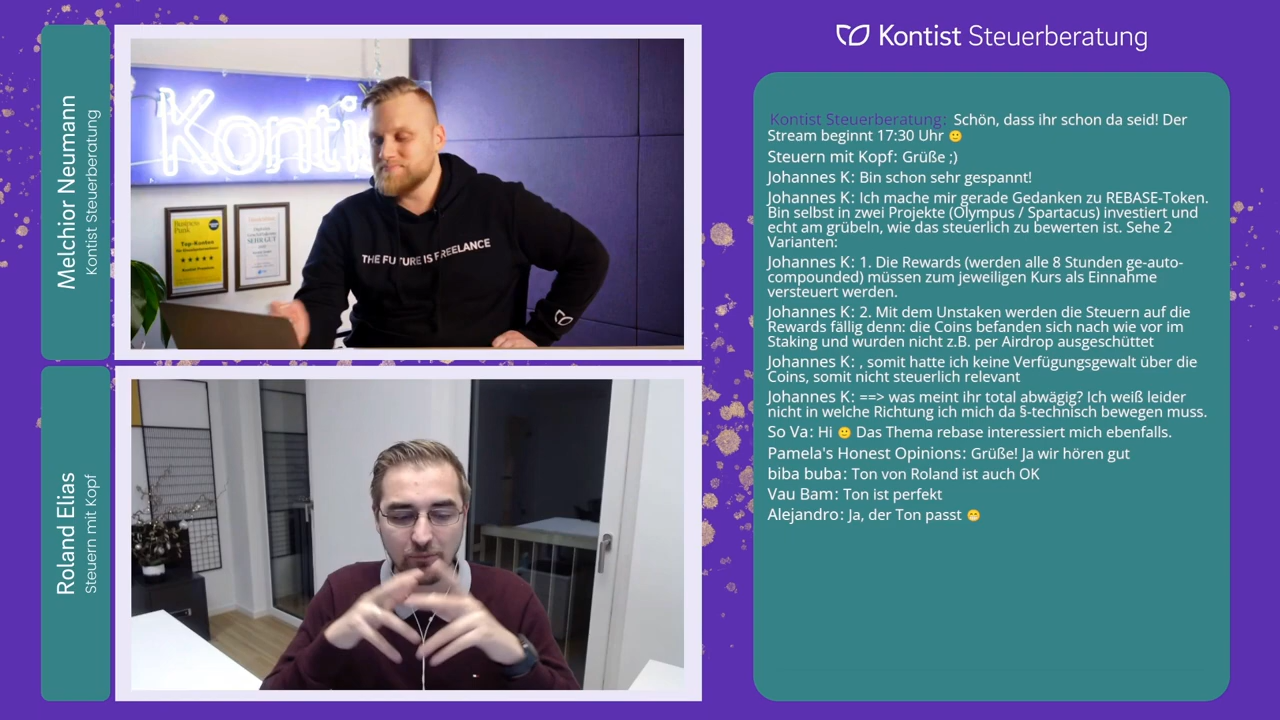 Melchior Neumann
Kontist Steuerberatung
Konti
Business Punk
Top-Konten
SEHR GUT
THE FUTURE IS FREELANCE
Roland Elias
Steuern mit Kopf
Kontist Steuerberatung
Kontist Steuerberatung: Schön, dass ihr schon da seid! Der
Stream beginnt 17:30 Uhr 🙂
Steuern mit Kopf: Grüße ;)
Johannes K: Bin schon sehr gespannt!
Johannes K: Ich mache mir gerade Gedanken zu REBASE-Token.
Bin selbst in zwei Projekte (Olympus / Spartacus) investiert und
echt am grübeln, wie das steuerlich zu bewerten ist. Sehe 2
Varianten:
Johannes K: 1. Die Rewards (werden alle 8 Stunden ge-auto-
compounded) müssen zum jeweiligen Kurs als Einnahme
versteuert werden.
Johannes K: 2. Mit dem Unstaken werden die Steuern auf die
Rewards fällig denn: die Coins befanden sich nach wie vor im
Staking und wurden nicht z.B. per Airdrop ausgeschüttet
Johannes K: , somit hatte ich keine Verfügungsgewalt über die
Coins, somit nicht steuerlich relevant
Johannes K: ==> was meint ihr total abwägig? Ich weiß leider
nicht in welche Richtung ich mich da §-technisch bewegen muss.
So Va: Hi 🙂 Das Thema rebase interessiert mich ebenfalls.
Pamela's Honest Opinions: Grüße! Ja wir hören gut
biba buba: Ton von Roland ist auch OK
Vau Bam: Ton ist perfekt
Alejandro: Ja, der Ton passt 😁